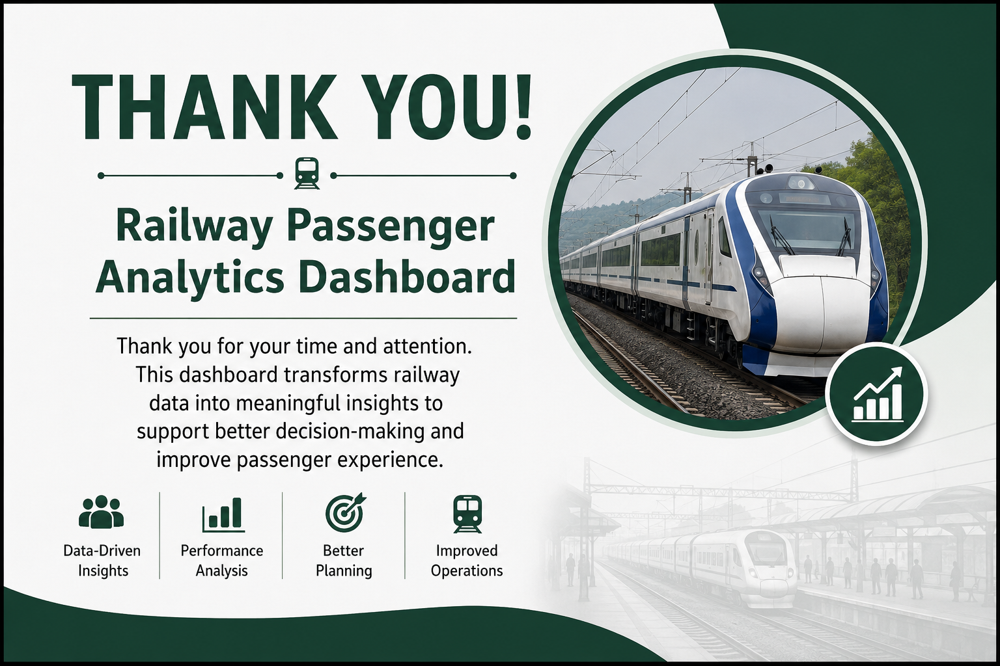 THANK YOU!
Railway Passenger
Analytics Dashboard
Thank you for your time and attention.
This dashboard transforms railway
data into meaningful insights to
support better decision-making and
improve passenger experience.
Data-Driven
Insights
Performance
Analysis
Better
Planning
Improved
Operations